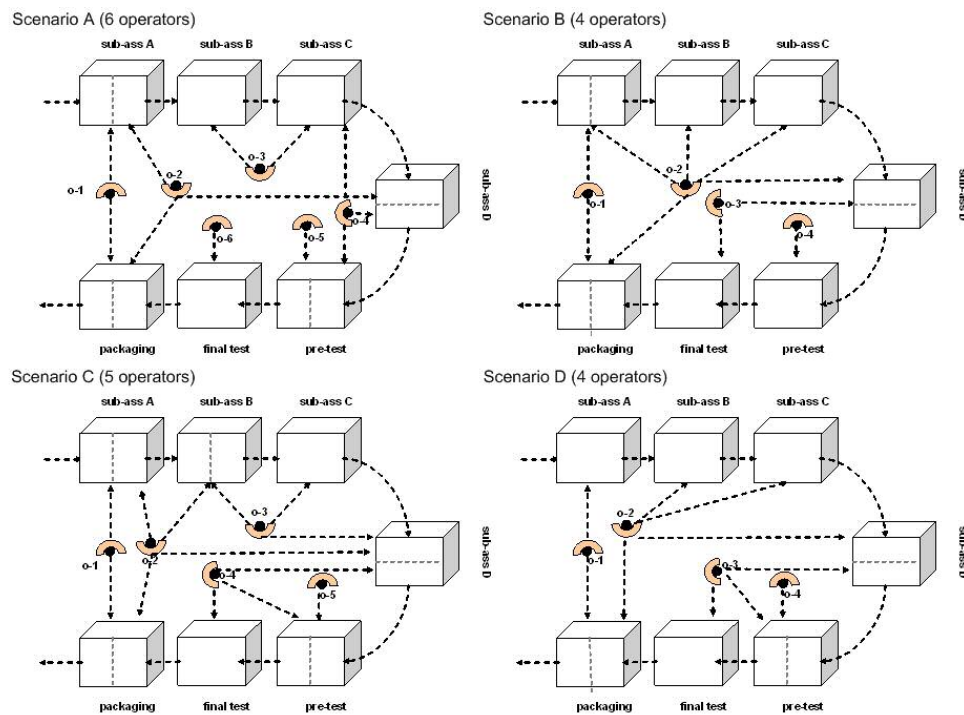 Scenario A (6 operators)
sub-ass A sub-ass B sub-ass C
o-1
o-2
o-3
o-4
o-5
o-6
sub-ass D
packaging final test pre-test
Scenario B (4 operators)
sub-ass A sub-ass B sub-ass C
o-1
o-2
o-3
o-4
sub-ass D
packaging final test pre-test
Scenario C (5 operators)
sub-ass A sub-ass B sub-ass C
o-1
o-2
o-3
o-4
o-5
sub-ass D
packaging final test pre-test
Scenario D (4 operators)
sub-ass A sub-ass B sub-ass C
o-1
o-2
o-3
o-4
sub-ass D
packaging final test pre-test